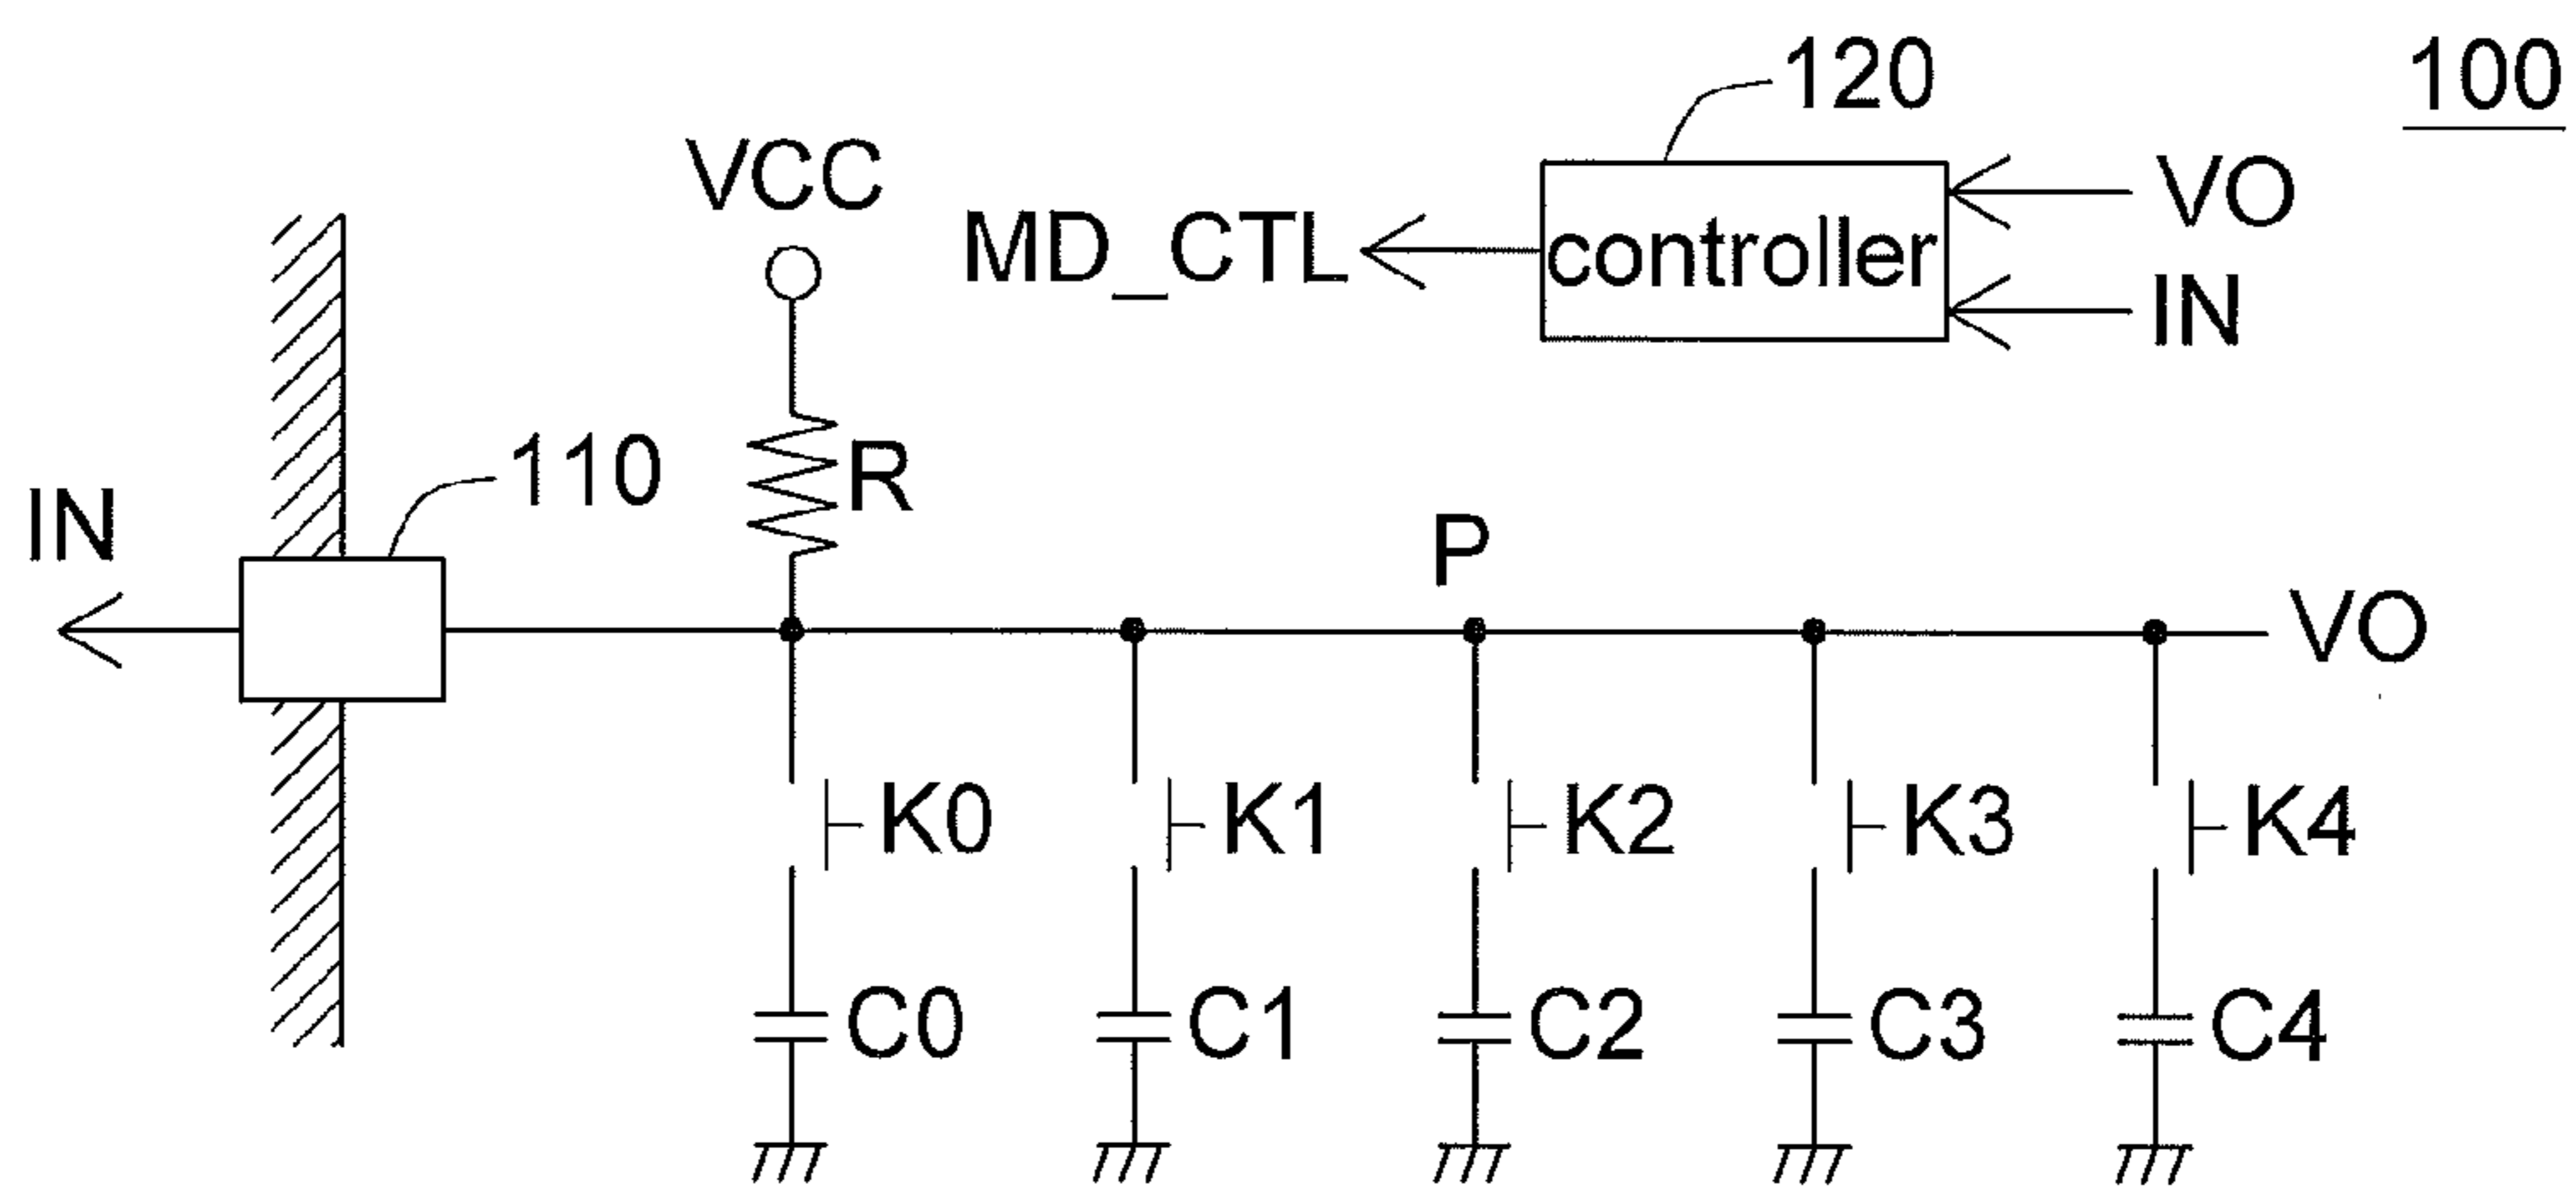 120
100
VCC
VO
MD_CTL
controller
IN
110
R
IN
P
VO
K0 K1 K2 K3 K4
C0 C1 C2 C3 C4